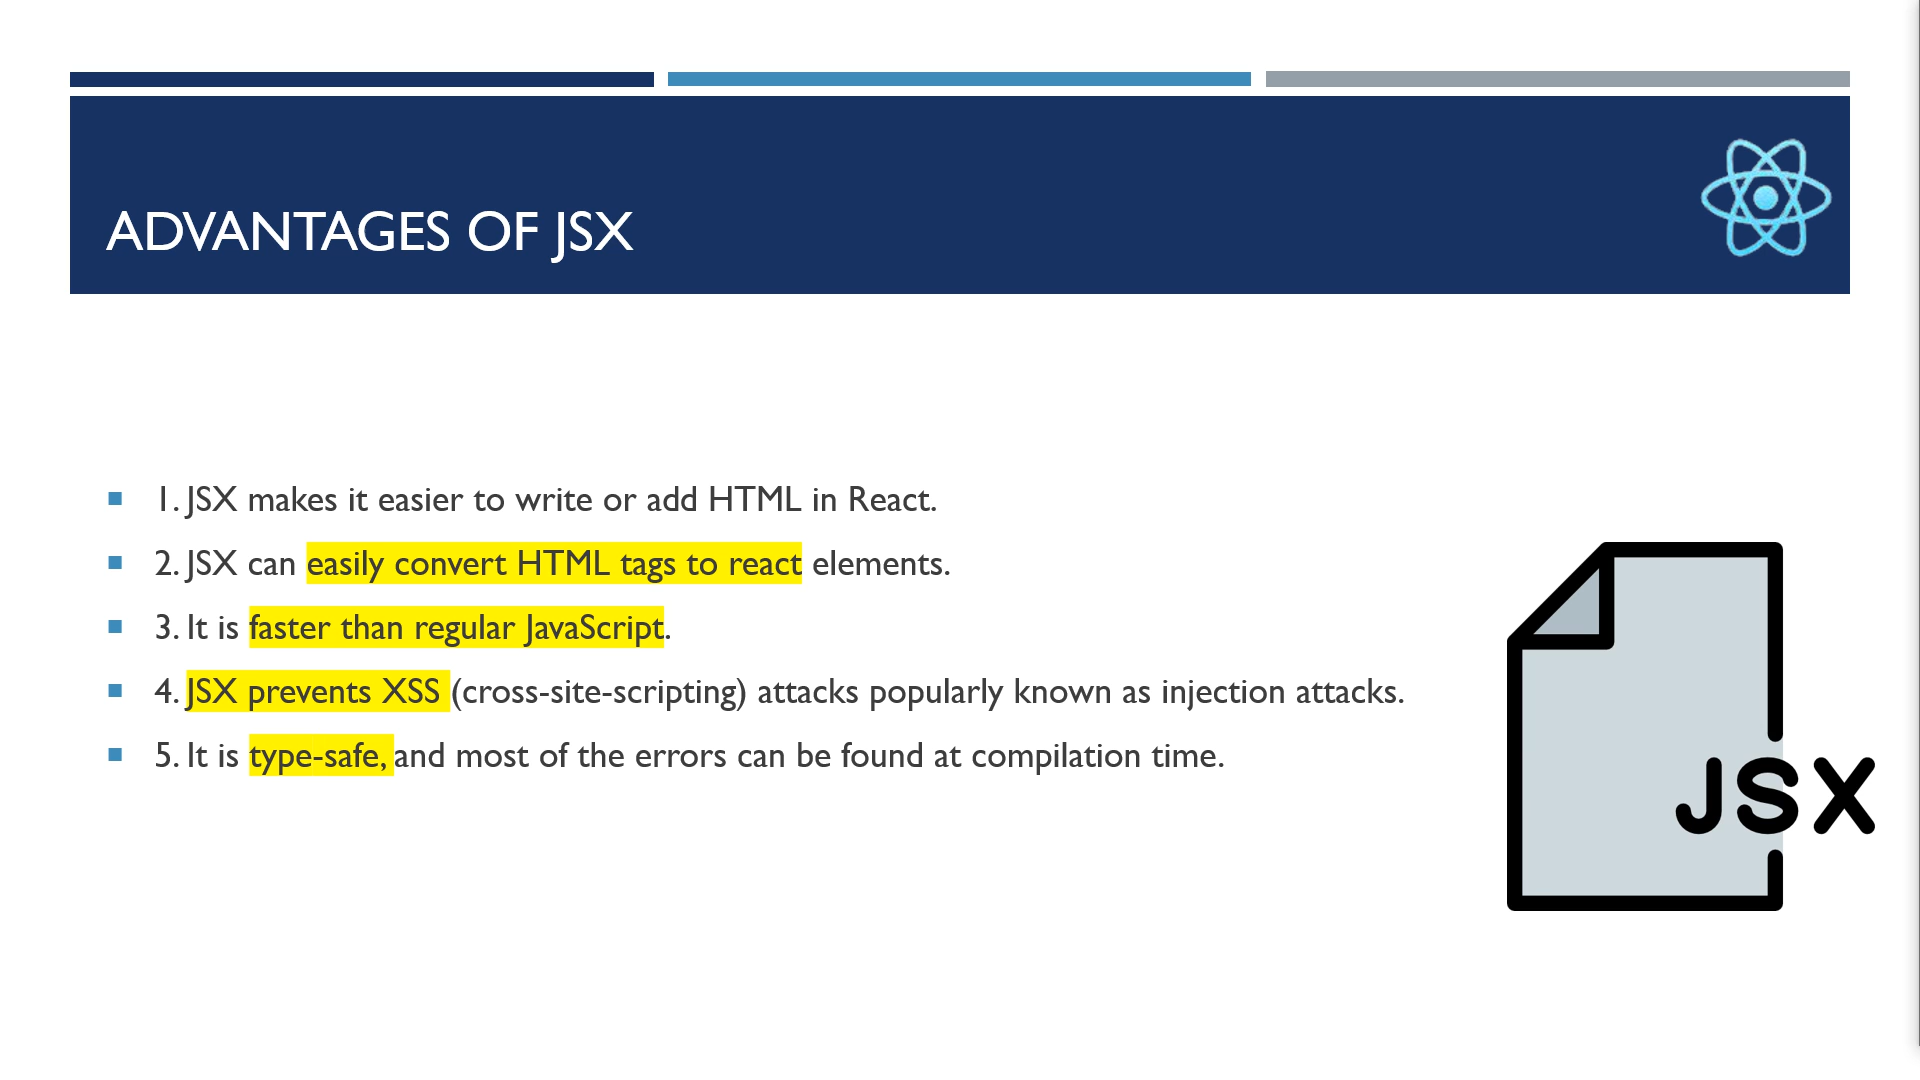 ADVANTAGES OF JSX
1. JSX makes it easier to write or add HTML in React.
2. JSX can easily convert HTML tags to react elements.
3. It is faster than regular JavaScript.
4. JSX prevents XSS (cross-site-scripting) attacks popularly known as injection attacks.
5. It is type-safe, and most of the errors can be found at compilation time.
JSX